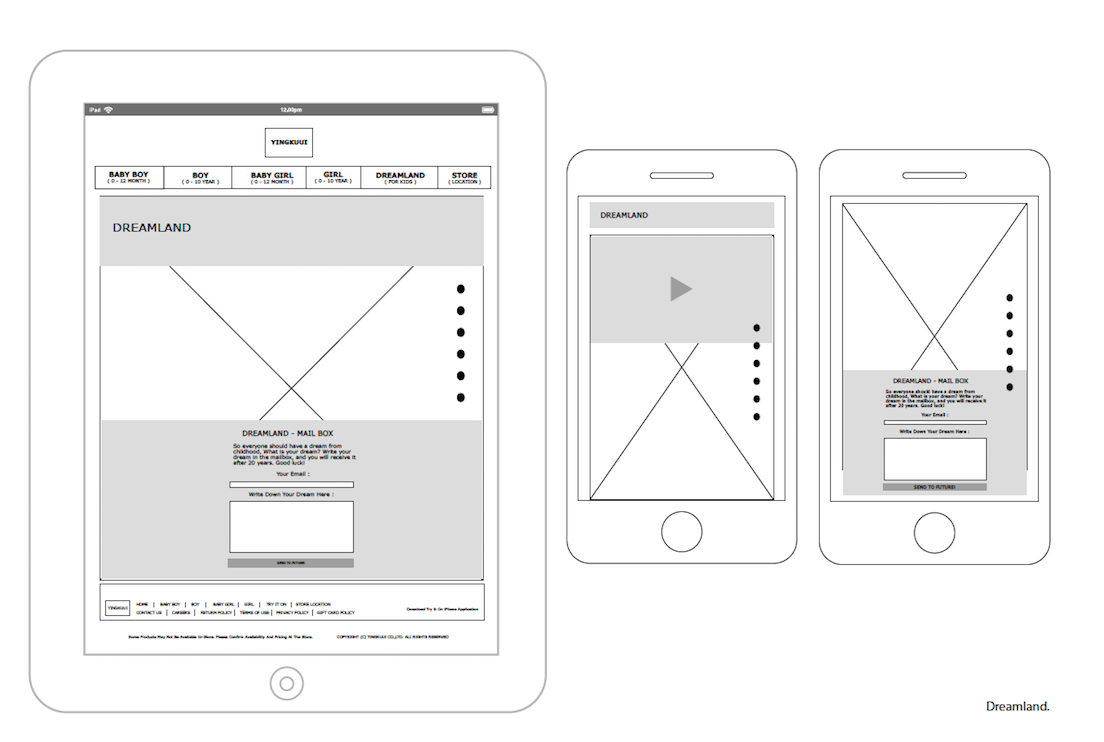 iPad 12.00pm
YINGKUUI
BABY BOY
( 0 - 12 MONTH )
BOY
( 0 - 10 YEAR )
BABY GIRL
( 0 - 12 MONTH )
GIRL
( 0 - 10 YEAR )
DREAMLAND
( FOR KIDS )
STORE
( LOCATION )
DREAMLAND
DREAMLAND - MAIL BOX
So everyone should have a dream from
childhood, What is your dream? Write your
dream in the mailbox, and you will receive it
after 20 years. Good luck!
Your Email :
Write Down Your Dream Here :
SEND TO FUTURE
YINGKUUI
HOME | BABY BOY | BOY | BABY GIRL | GIRL | TRY IT ON | STORE LOCATION
CONTACT US | CAREERS | RETURN POLICY | TERMS OF USE | PRIVACY POLICY | GIFT CARD POLICY
Download Try It On iPhone Application
Some Products May Not Be Available In-Store. Please Confirm Availability And Pricing At The Store.
COPYRIGHT (C) YINGKUUI CO.,LTD. ALL RIGHTS RESERVED
DREAMLAND
DREAMLAND - MAIL BOX
So everyone should have a dream from
childhood, What is your dream? Write your
dream in the mailbox, and you will receive it
after 20 years. Good luck!
Your Email :
Write Down Your Dream Here :
SEND TO FUTURE!
Dreamland.